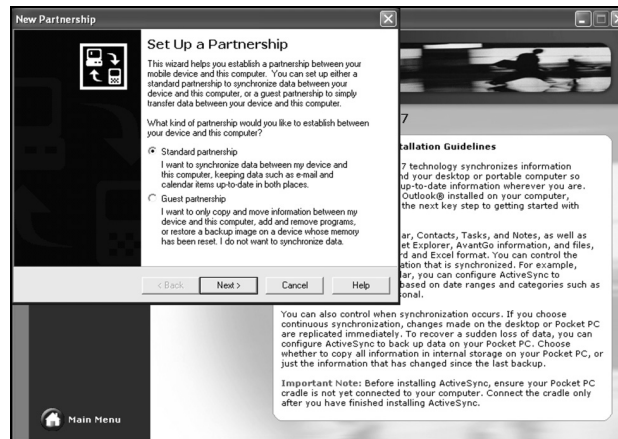 New Partnership
Set Up a Partnership
This wizard helps you establish a partnership between your
mobile device and this computer. You can set up either a
standard partnership to synchronize data between your
device and this computer, or a guest partnership to simply
transfer data between your device and this computer.
What kind of partnership would you like to establish between
your device and this computer?
Standard partnership
I want to synchronize data between my device and
this computer, keeping data such as e-mail and
calendar items up-to-date in both places.
Guest partnership
I want to only copy and move information between my
device and this computer, add and remove programs,
or restore a backup image on a device whose memory
has been reset. I do not want to synchronize data.
< Back
Next >
Cancel
Help
7
tallation Guidelines
7 technology synchronizes information
nd your desktop or portable computer so
up-to-date information wherever you are.
Outlook® installed on your computer,
the next key step to getting started with
ar, Contacts, Tasks, and Notes, as well as
et Explorer, AvantGo information, and files,
rd and Excel format. You can control the
ation that is synchronized. For example,
dar, you can configure ActiveSync to
based on date ranges and categories such as
sonal.
You can also control when synchronization occurs. If you choose
continuous synchronization, changes made on the desktop or Pocket PC
are replicated immediately. To recover a sudden loss of data, you can
configure ActiveSync to back up data on your Pocket PC. Choose
whether to copy all information in internal storage on your Pocket PC, or
just the information that has changed since the last backup.
Important Note: Before installing ActiveSync, ensure your Pocket PC
cradle is not yet connected to your computer. Connect the cradle only
after you have finished installing ActiveSync.
Main Menu